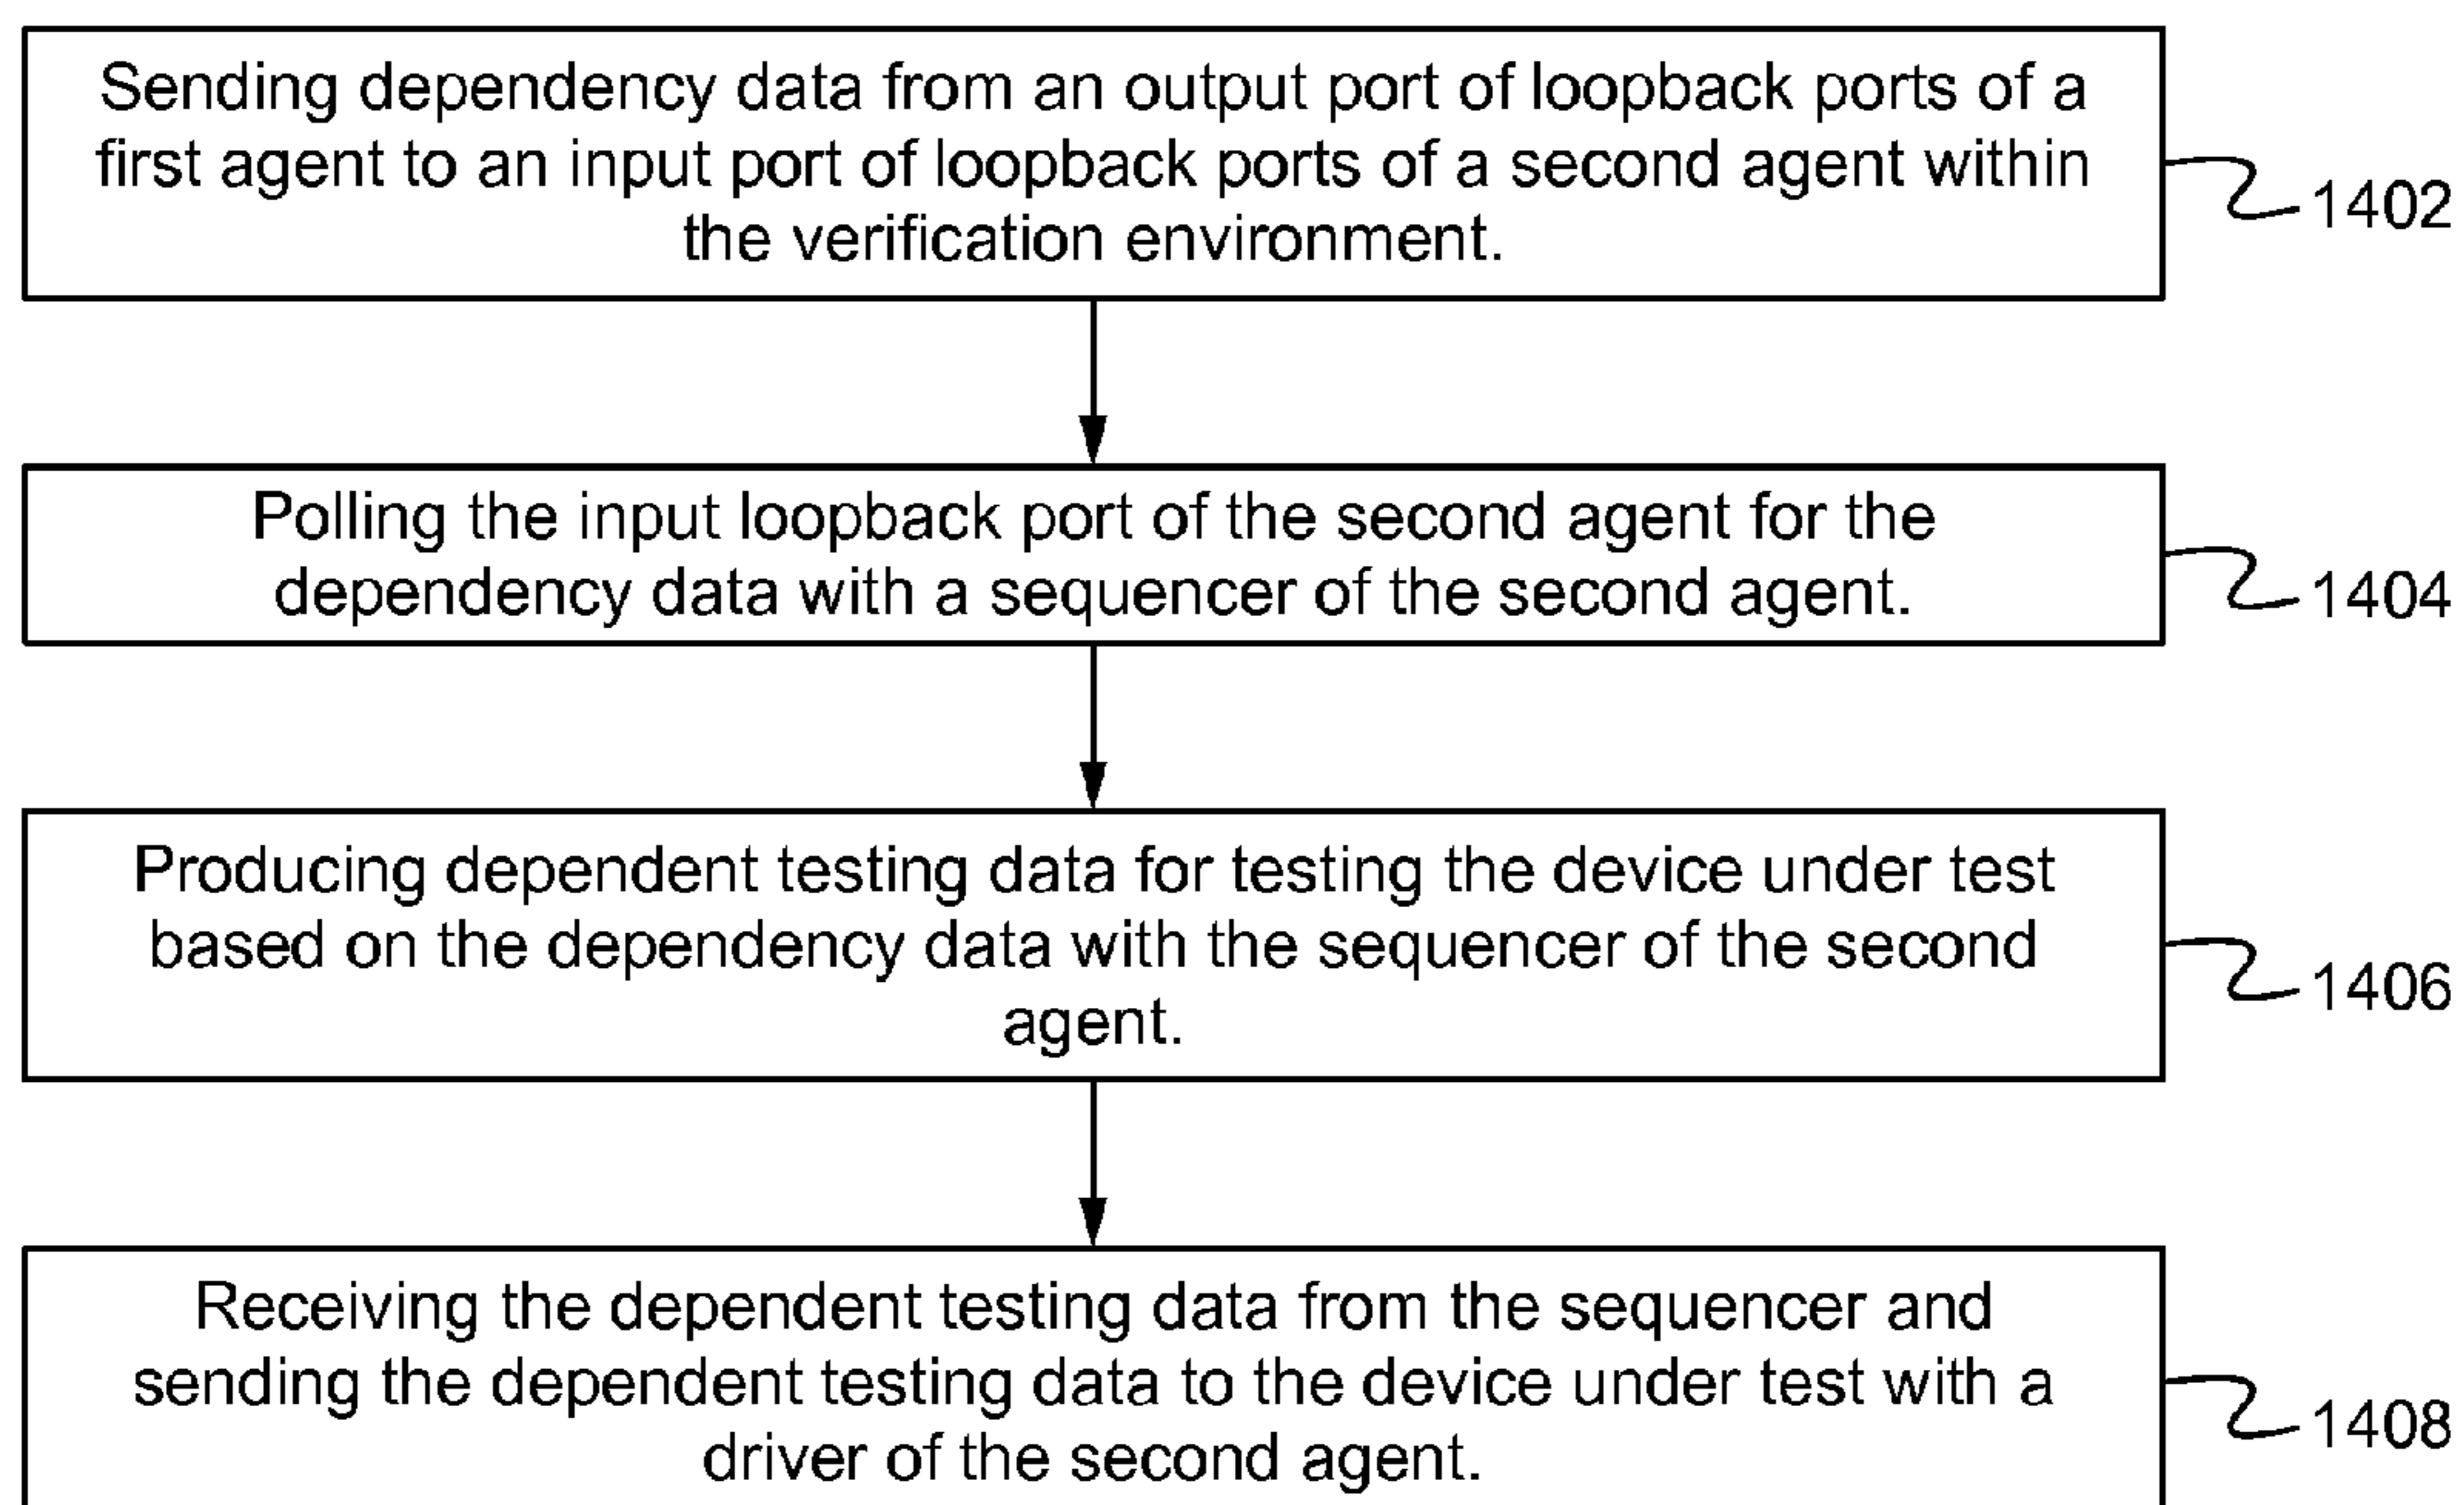 Sending dependency data from an output port of loopback ports of a
first agent to an input port of loopback ports of a second agent within
the verification environment.
1402
Polling the input loopback port of the second agent for the
dependency data with a sequencer of the second agent.
1404
Producing dependent testing data for testing the device under test
based on the dependency data with the sequencer of the second
agent.
1406
Receiving the dependent testing data from the sequencer and
sending the dependent testing data to the device under test with a
driver of the second agent.
1408